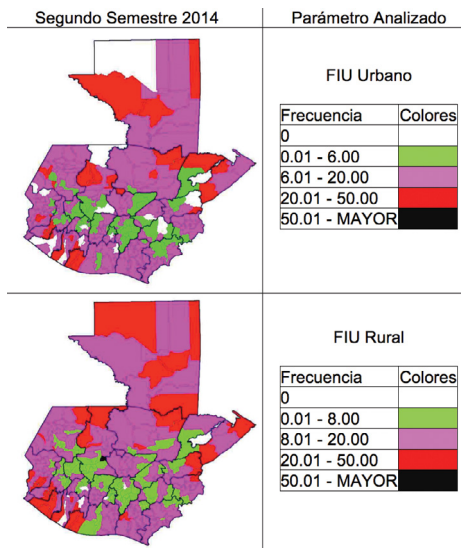 Segundo Semestre 2014 Parámetro Analizado
FIU Urbano
Frecuencia Colores
0
0.01 - 6.00
6.01 - 20.00
20.01 - 50.00
50.01 - MAYOR
FIU Rural
Frecuencia Colores
0
0.01 - 8.00
8.01 - 20.00
20.01 - 50.00
50.01 - MAYOR